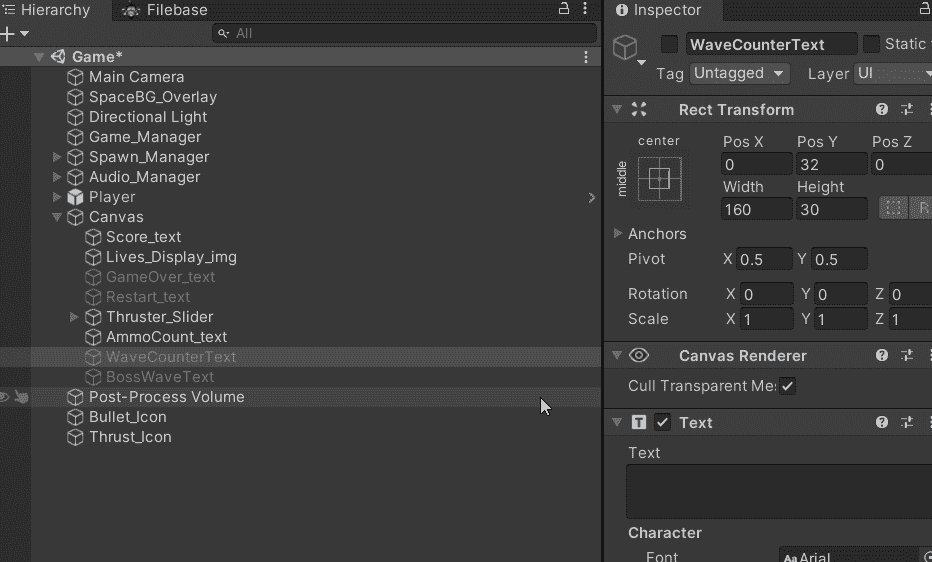 Hierarchy
Filebase
All
Game*
Main Camera
SpaceBG_Overlay
Directional Light
Game_Manager
Spawn_Manager
Audio_Manager
Player
Canvas
Score_text
Lives_Display_img
GameOver_text
Restart_text
Thruster_Slider
AmmoCount_text
WaveCounterText
BossWaveText
Post-Process Volume
Bullet_Icon
Thrust_Icon
Inspector
WaveCounterText Static
Tag Untagged Layer UI
Rect Transform
center
middle
Pos X Pos Y Pos Z
0 32 0
Width Height
160 30 R
Anchors
Pivot X 0.5 Y 0.5
Rotation X 0 Y 0 Z 0
Scale X 1 Y 1 Z 1
Canvas Renderer
Cull Transparent Me
T Text
Text
Character
Font Aa Arial